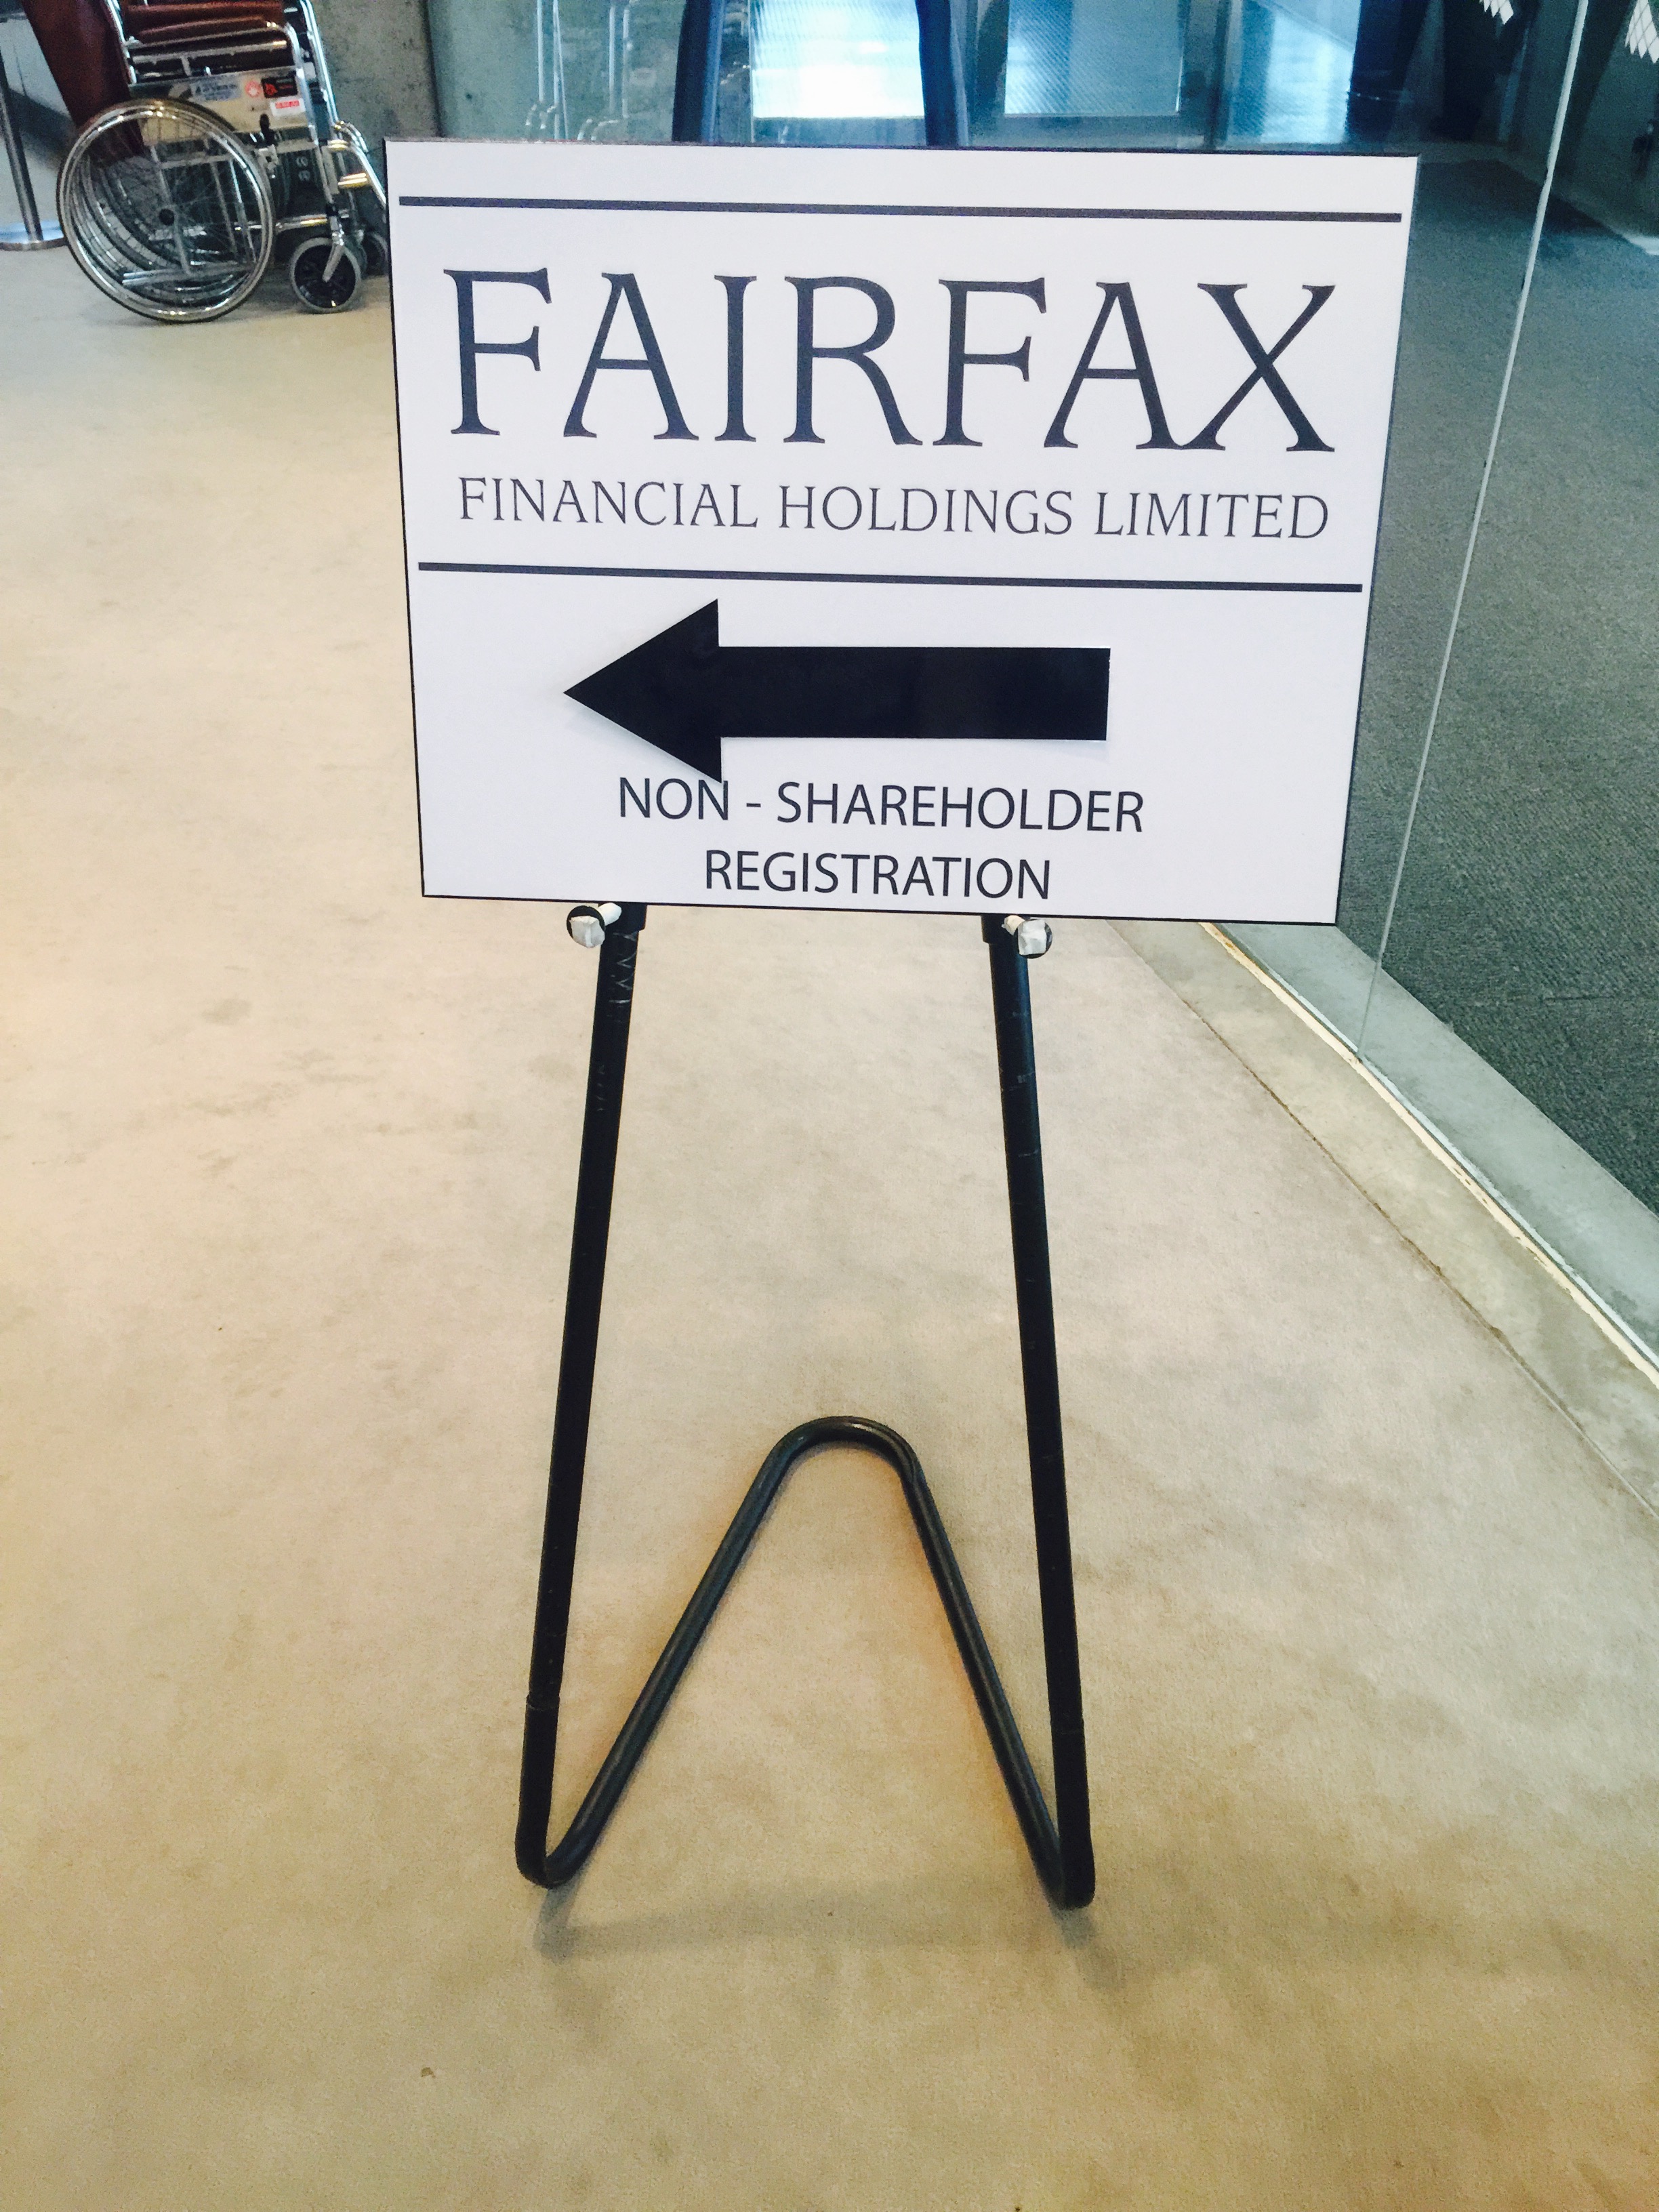 FAIRFAX
FINANCIAL HOLDINGS LIMITED
NON - SHAREHOLDER
REGISTRATION